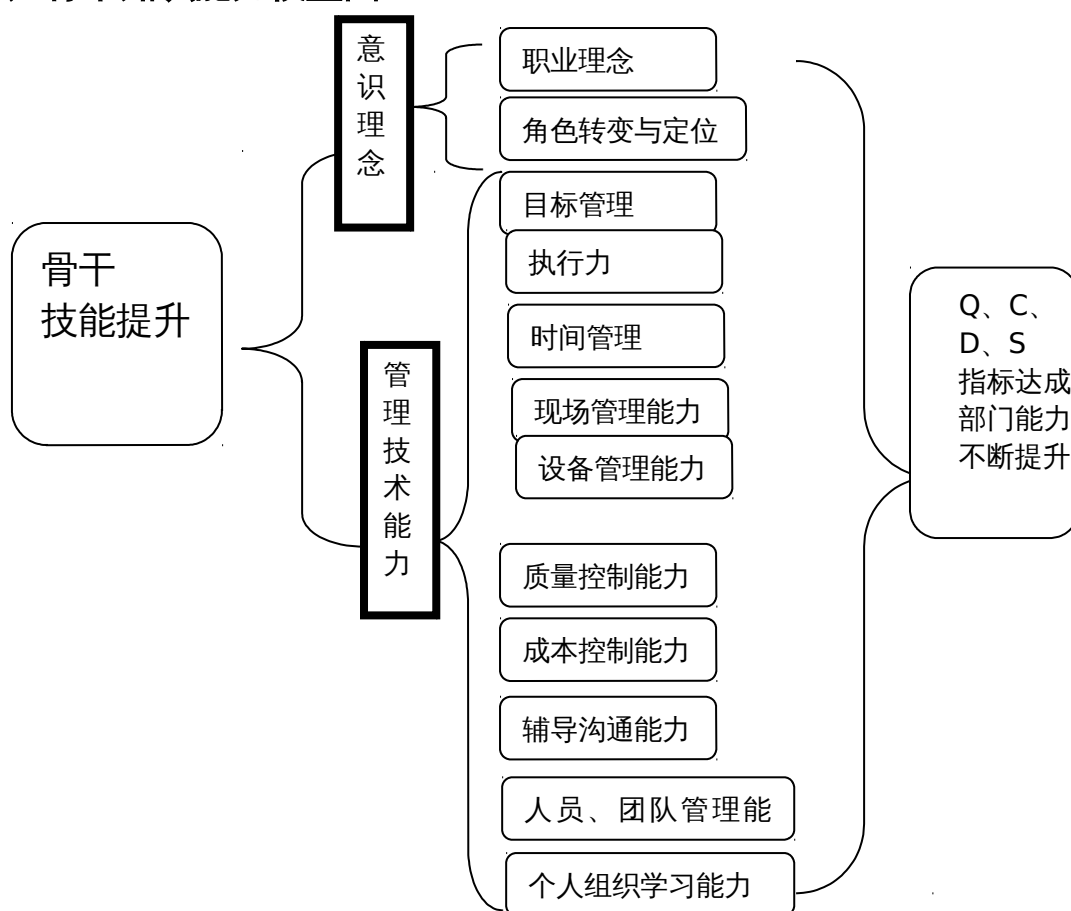 意识理念
职业理念
角色转变与定位
目标管理
执行力
时间管理
现场管理能力
设备管理能力
骨干
技能提升
管理技术能力
质量控制能力
成本控制能力
辅导沟通能力
人员、团队管理能
个人组织学习能力
Q、C、
D、S
指标达成
部门能力
不断提升